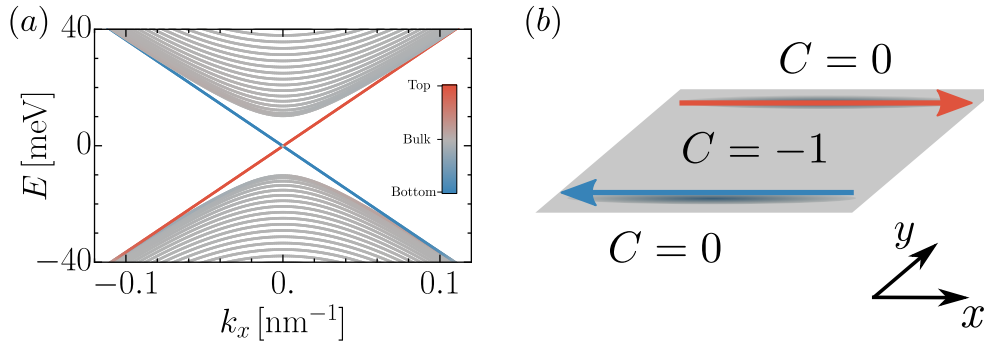 (a)
40
0
−40
E [meV]
−0.1
0.
0.1
k_x [nm⁻¹]
Top
Bulk
Bottom
(b)
C = 0
C = −1
C = 0
y
x